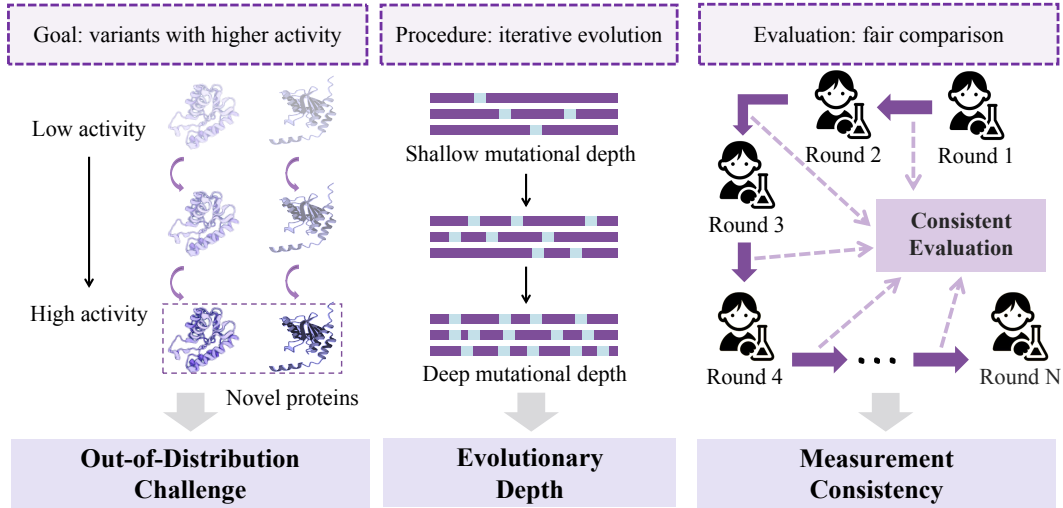 Goal: variants with higher activity
Low activity
High activity
Novel proteins
Out-of-Distribution
Challenge
Procedure: iterative evolution
Shallow mutational depth
Deep mutational depth
Evolutionary
Depth
Evaluation: fair comparison
Round 2
Round 1
Round 3
Consistent
Evaluation
Round 4
Round N
Measurement
Consistency